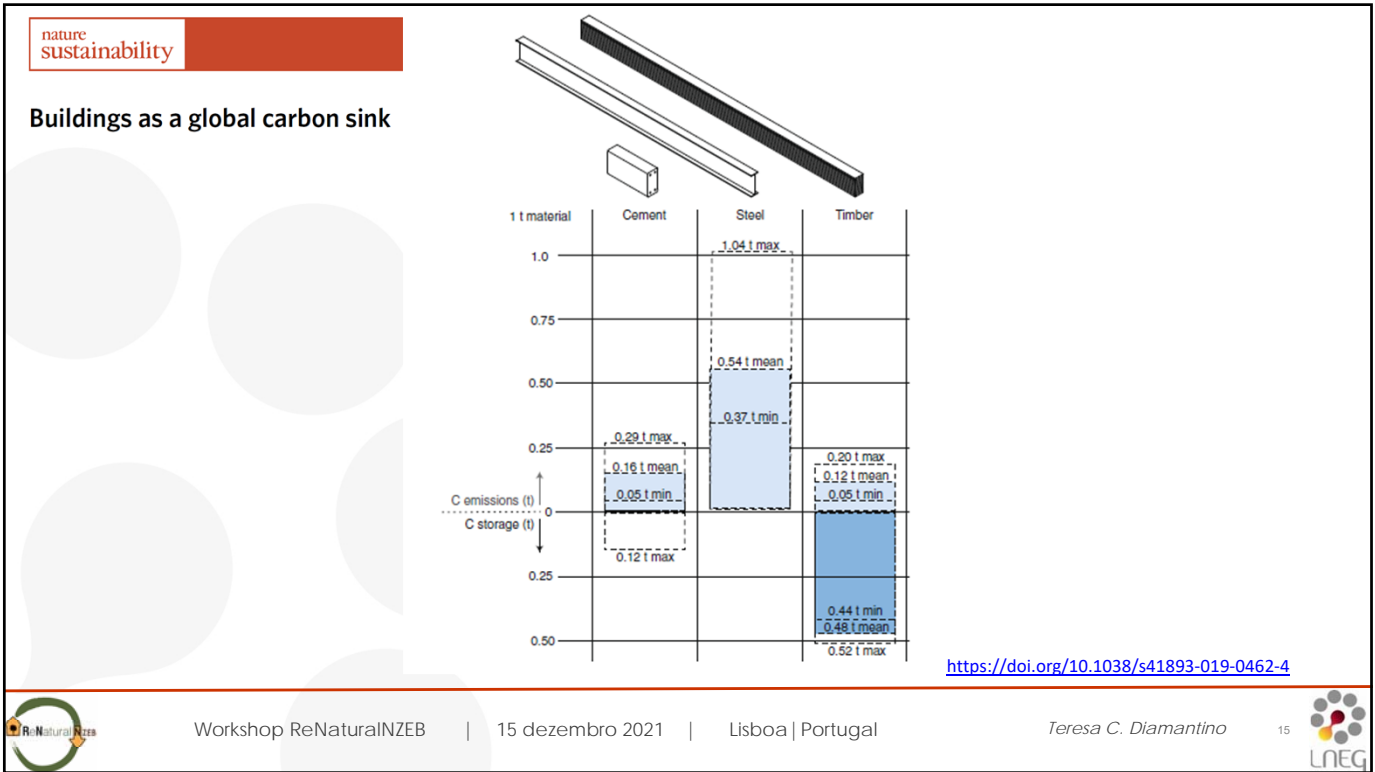 nature
sustainability
Buildings as a global carbon sink
1 t material Cement Steel Timber
1.0
0.75
0.50
0.25
C emissions (t)
0
C storage (t)
0.25
0.50
0.29 t max
0.16 t mean
0.05 t min
0.12 t max
1.04 t max
0.54 t mean
0.37 t min
0.20 t max
0.12 t mean
0.05 t min
0.44 t min
0.48 t mean
0.52 t max
https://doi.org/10.1038/s41893-019-0462-4
ReNatural NZEB
Workshop ReNaturalNZEB | 15 dezembro 2021 | Lisboa|Portugal Teresa C. Diamantino 15
LNEG